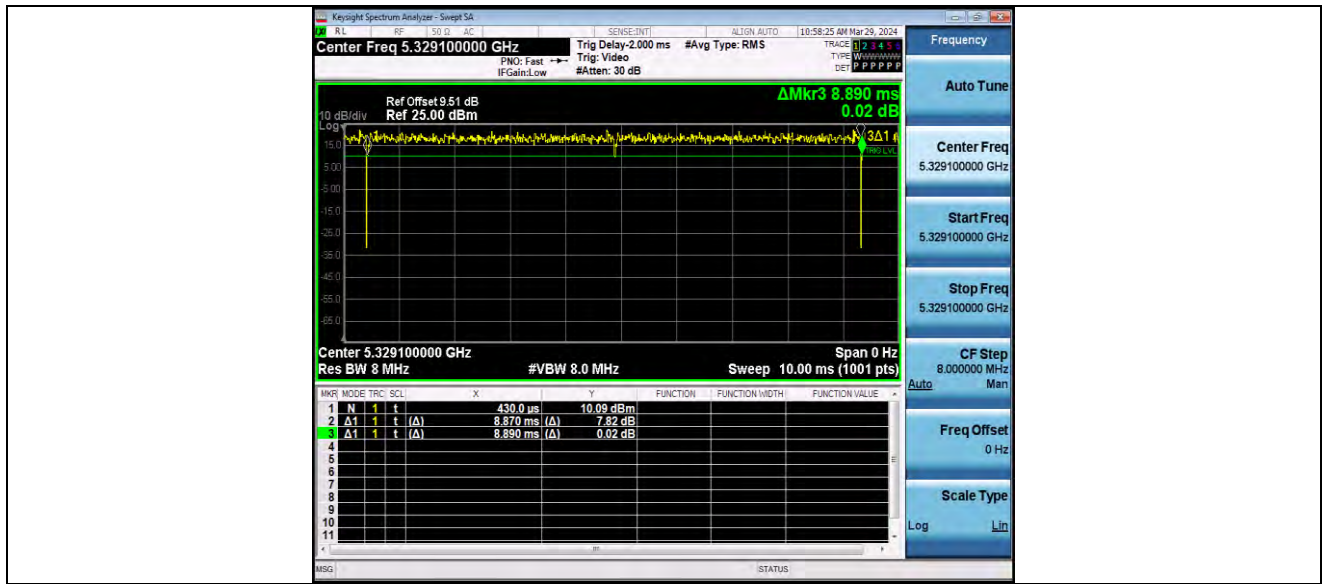 Keysight Spectrum Analyzer - Swept SA
RL RF 50 Ω AC SENSE:INT ALIGN AUTO 10:58:25 AM Mar 29, 2024
Center Freq 5.329100000 GHz Trig Delay-2.000 ms #Avg Type: RMS TRACE 1 2 3 4 5 6
PNO: Fast Trig: Video TYPE WWWWWW
IFGain:Low #Atten: 30 dB DET P P P P P P
ΔMkr3 8.890 ms
0.02 dB
Ref Offset 9.51 dB
10 dB/div Ref 25.00 dBm
Log
1
3Δ1
TRIG LVL
15.0
5.00
-5.00
-15.0
-25.0
-35.0
-45.0
-55.0
-65.0
Center 5.329100000 GHz Span 0 Hz
Res BW 8 MHz #VBW 8.0 MHz Sweep 10.00 ms (1001 pts)
MKR MODE TRC SCL X Y FUNCTION FUNCTION WIDTH FUNCTION VALUE
1 N 1 t 430.0 µs 10.09 dBm
2 Δ1 1 t (Δ) 8.870 ms (Δ) 7.82 dB
3 Δ1 1 t (Δ) 8.890 ms (Δ) 0.02 dB
4
5
6
7
8
9
10
11
MSG STATUS
Frequency
Auto Tune
Center Freq
5.329100000 GHz
Start Freq
5.329100000 GHz
Stop Freq
5.329100000 GHz
CF Step
8.000000 MHz
Auto Man
Freq Offset
0 Hz
Scale Type
Log Lin